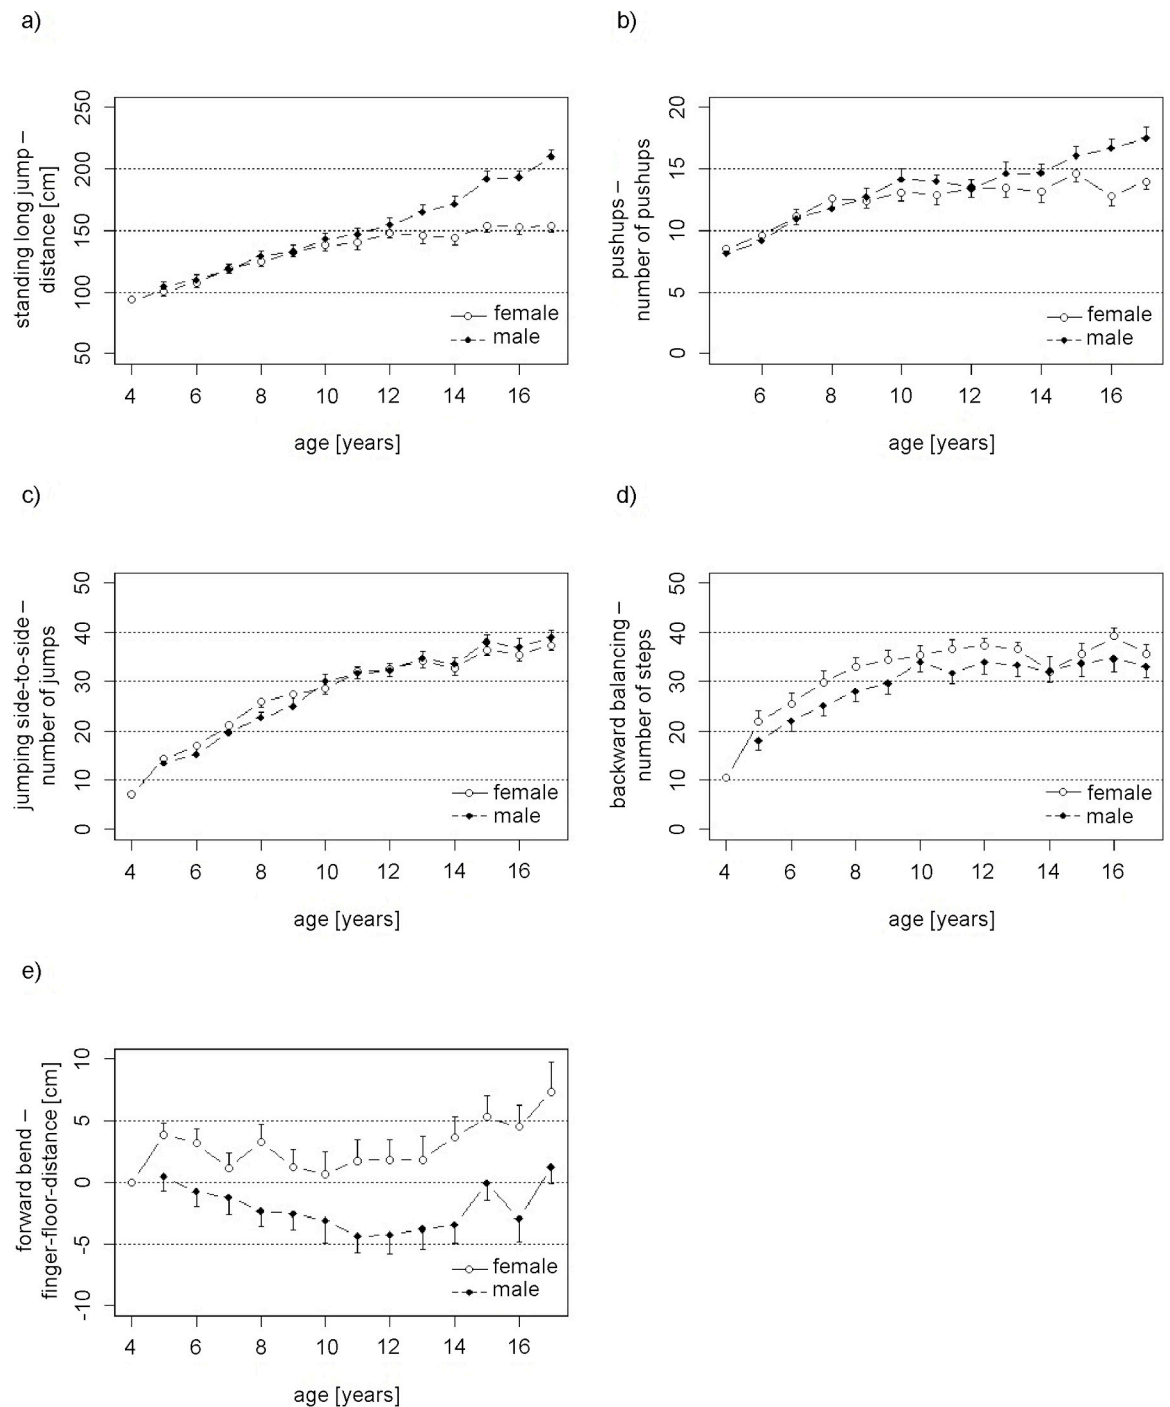 a)
standing long jump –
distance [cm]
250
200
150
100
50
female
male
4 6 8 10 12 14 16
age [years]
b)
pushups –
number of pushups
20
15
10
5
0
female
male
6 8 10 12 14 16
age [years]
c)
jumping side-to-side –
number of jumps
50
40
30
20
10
0
female
male
4 6 8 10 12 14 16
age [years]
d)
backward balancing –
number of steps
50
40
30
20
10
0
female
male
4 6 8 10 12 14 16
age [years]
e)
forward bend –
finger-floor-distance [cm]
10
5
0
-5
-10
female
male
4 6 8 10 12 14 16
age [years]